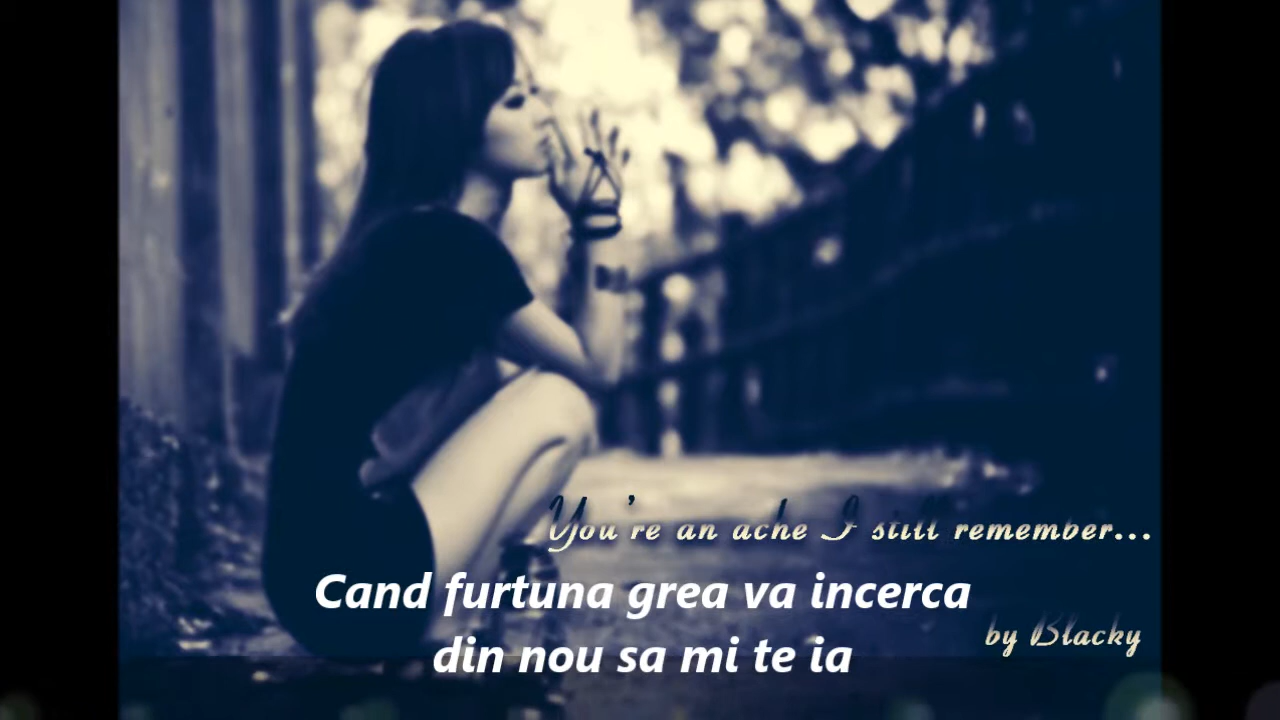 You're an ache I still remember...
Cand furtuna grea va incerca
by Blacky
din nou sa mi te ia